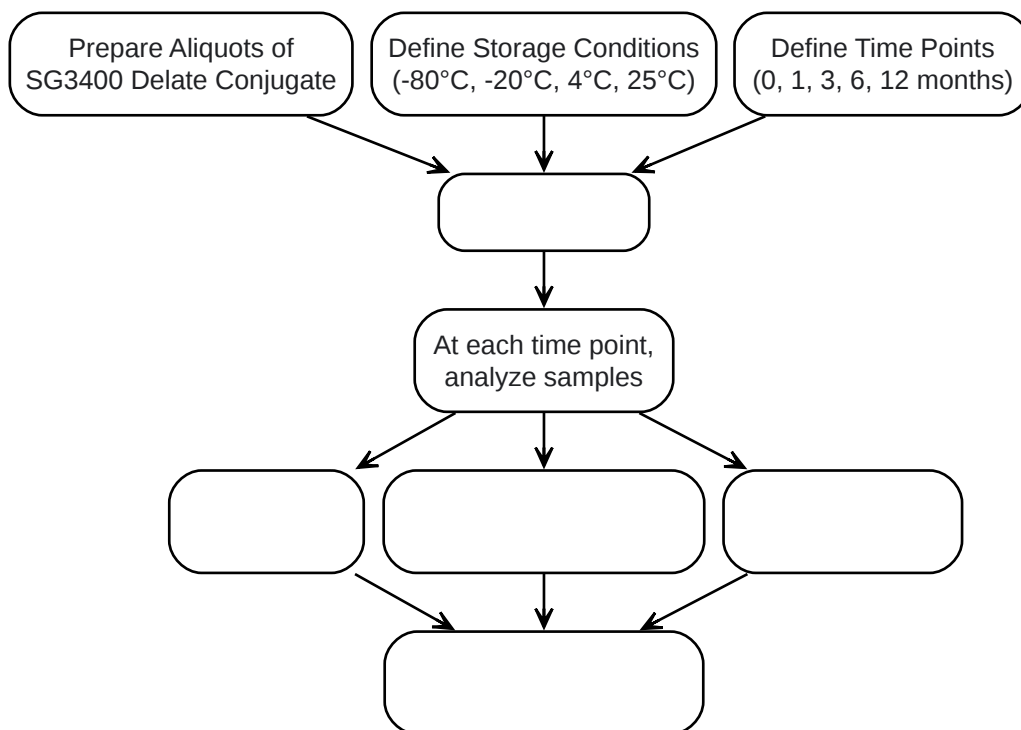 Prepare Aliquots of
SG3400 Delate Conjugate
Define Storage Conditions
(-80°C, -20°C, 4°C, 25°C)
Define Time Points
(0, 1, 3, 6, 12 months)
At each time point,
analyze samples